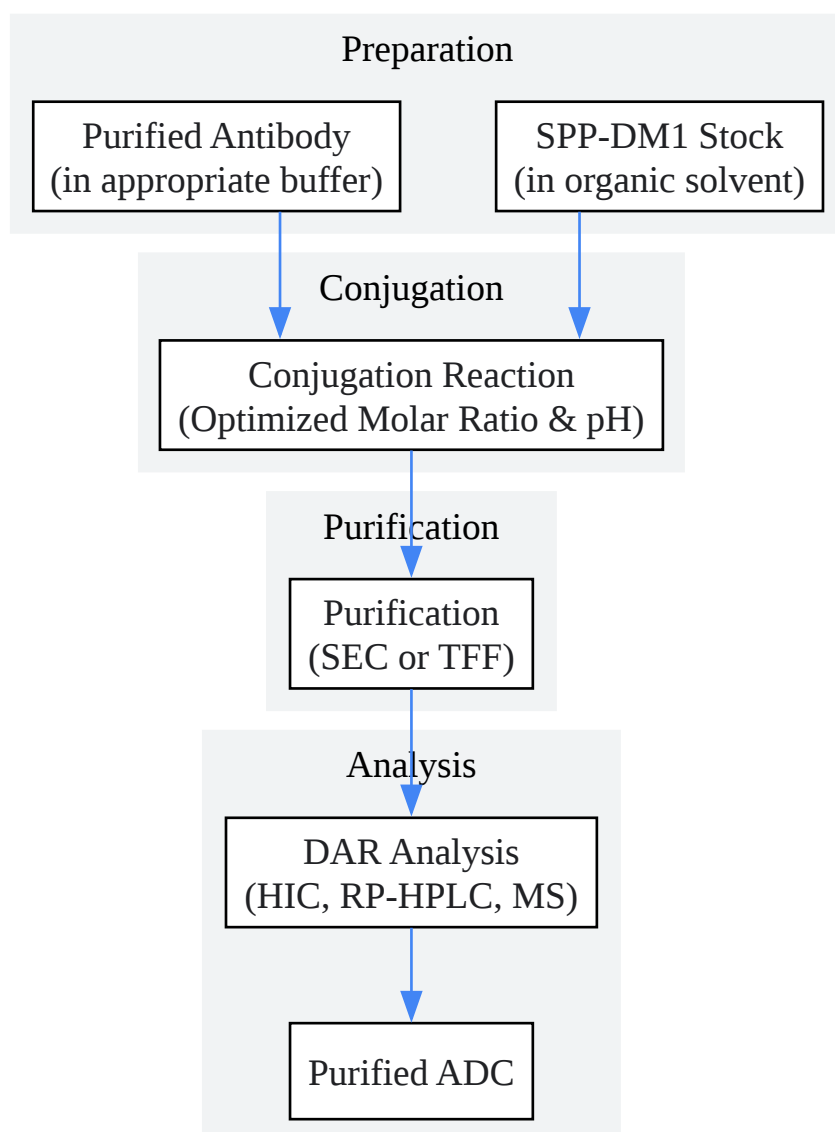 Preparation
Purified Antibody
(in appropriate buffer)
SPP-DM1 Stock
(in organic solvent)
Conjugation
Conjugation Reaction
(Optimized Molar Ratio & pH)
Purification
Purification
(SEC or TFF)
Analysis
DAR Analysis
(HIC, RP-HPLC, MS)
Purified ADC